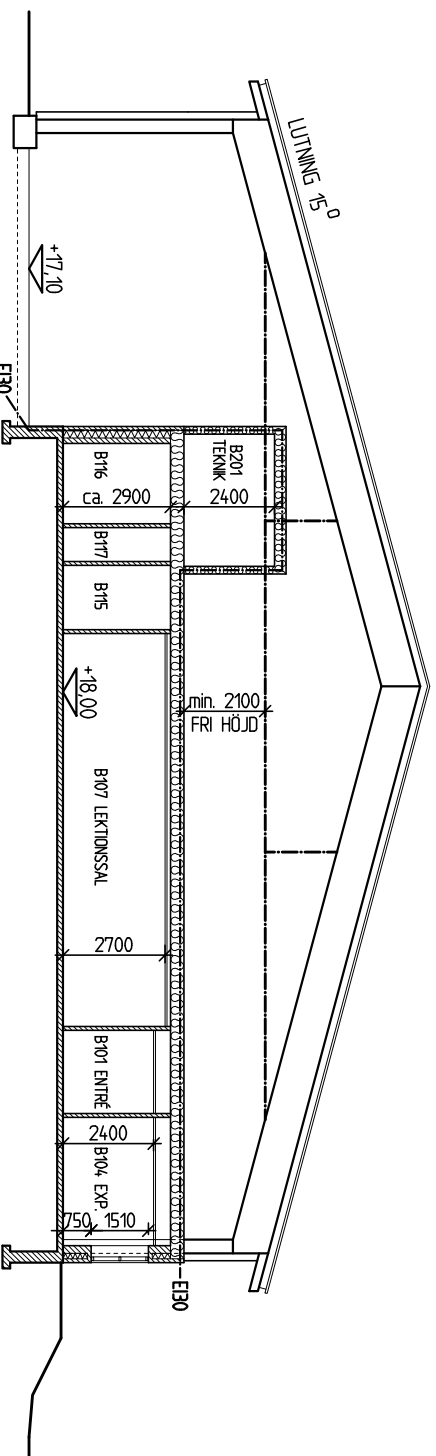 LUTNING 15°
+17,10
EI30
B201
TEKNIK
2400
B116
ca. 2900
B117
B115
min. 2100
FRI HÖJD
+18,00
B107 LEKTIONSSAL
2700
B101 ENTRÉ
2400
B104 EXP.
750
1510
EI30